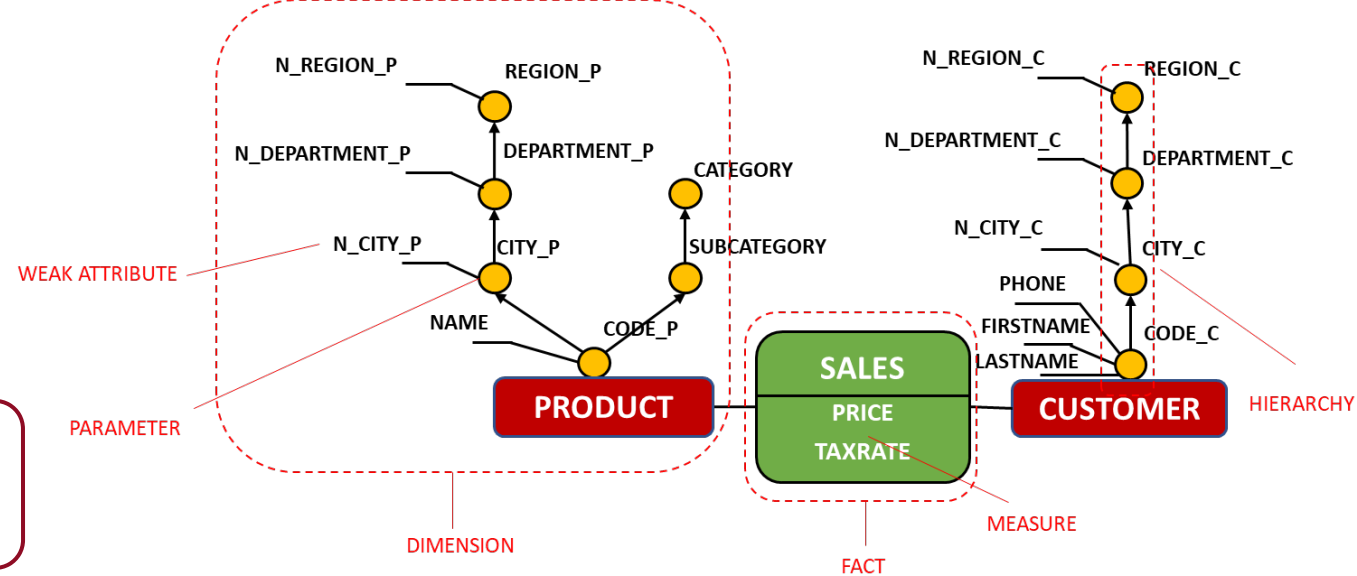 N_REGION_P
REGION_P
N_DEPARTMENT_P
DEPARTMENT_P
CATEGORY
N_CITY_P
CITY_P
SUBCATEGORY
NAME
CODE_P
PRODUCT
WEAK ATTRIBUTE
PARAMETER
DIMENSION
SALES
PRICE
TAXRATE
MEASURE
FACT
N_REGION_C
REGION_C
N_DEPARTMENT_C
DEPARTMENT_C
N_CITY_C
CITY_C
PHONE
FIRSTNAME
LASTNAME
CODE_C
CUSTOMER
HIERARCHY